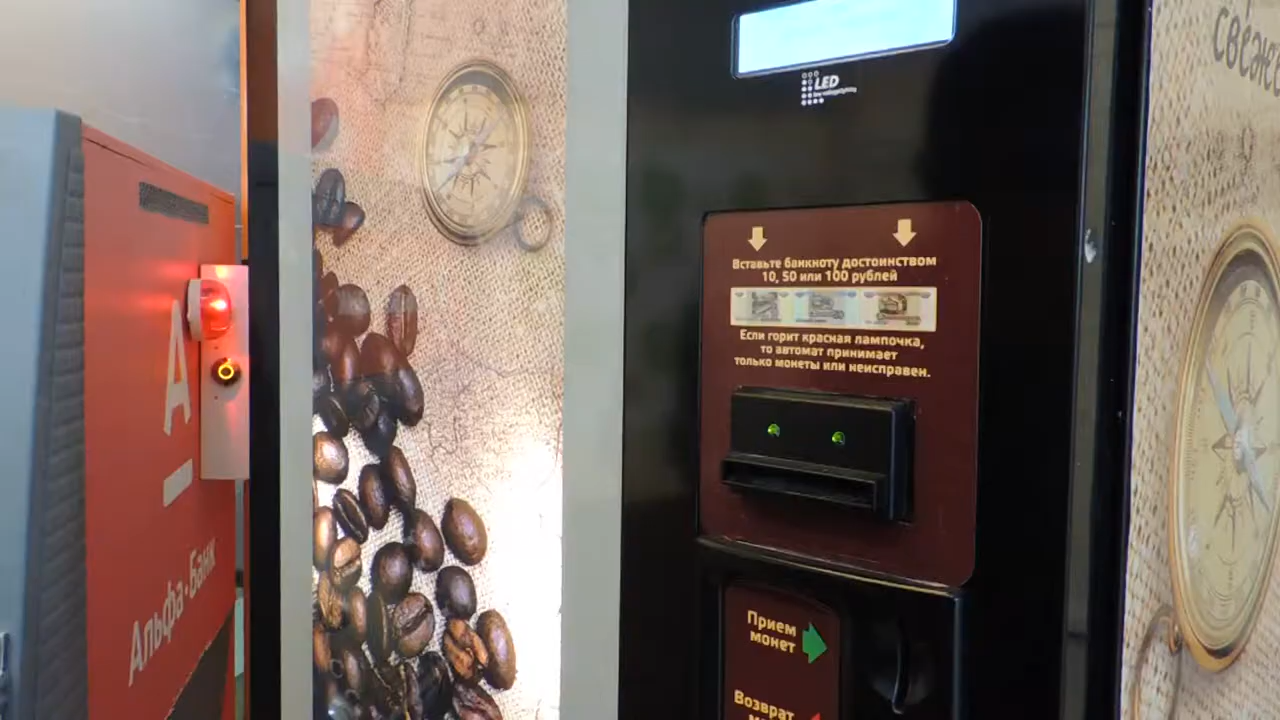 свеже
LED
Вставьте банкноту достоинством
10, 50 или 100 рублей
Если горит красная лампочка,
то автомат принимает
только монеты или неисправен.
А
Альфа·Банк
Прием
монет
Возврат